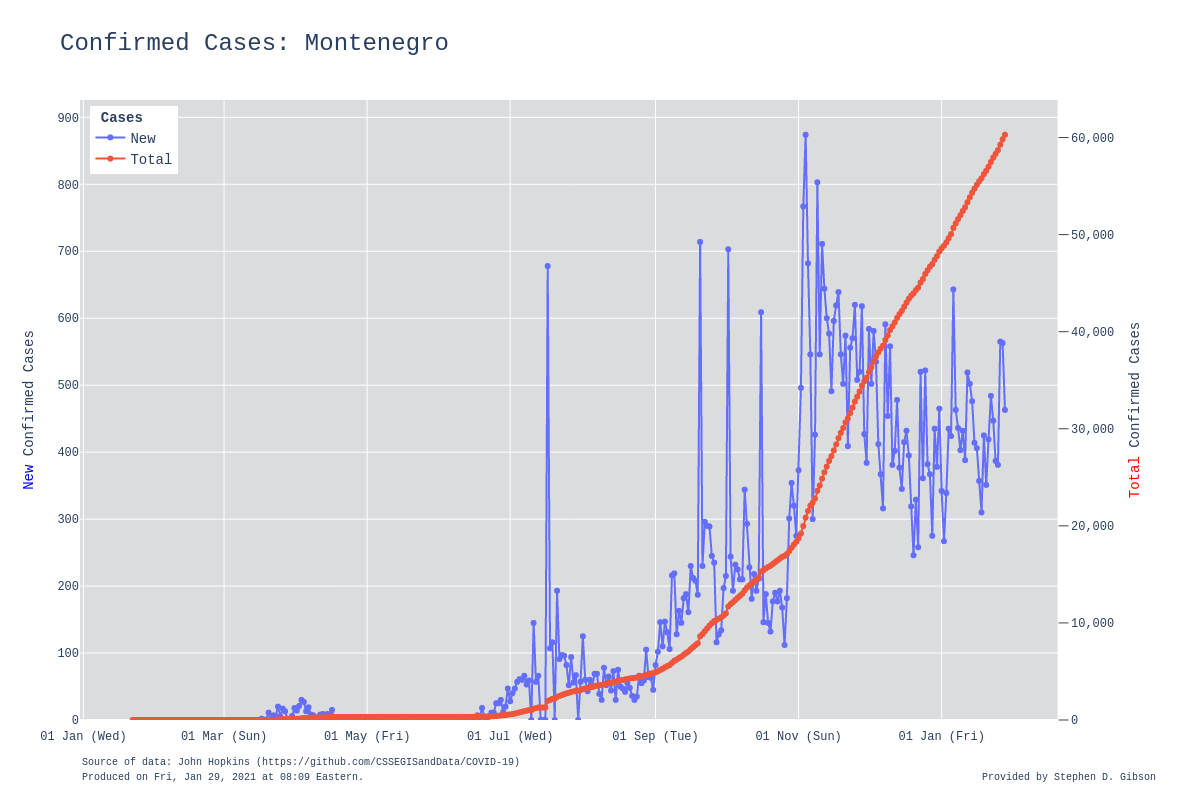 Confirmed Cases: Montenegro
Cases
New
Total
900
800
700
600
500
400
300
200
100
0
New Confirmed Cases
60,000
50,000
40,000
30,000
20,000
10,000
0
Total Confirmed Cases
01 Jan (Wed) 01 Mar (Sun) 01 May (Fri) 01 Jul (Wed) 01 Sep (Tue) 01 Nov (Sun) 01 Jan (Fri)
Source of data: John Hopkins (https://github.com/CSSEGISandData/COVID-19)
Produced on Fri, Jan 29, 2021 at 08:09 Eastern.
Provided by Stephen D. Gibson